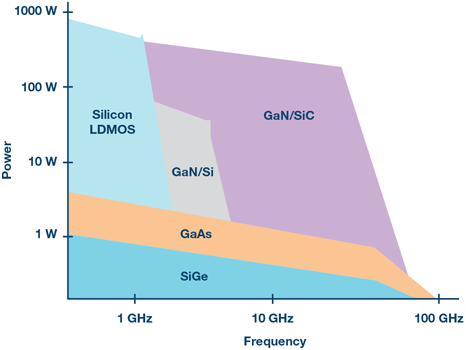 1000 W
100 W
10 W
1 W
Power
Silicon
LDMOS
GaN/Si
GaN/SiC
GaAs
SiGe
1 GHz
10 GHz
100 GHz
Frequency